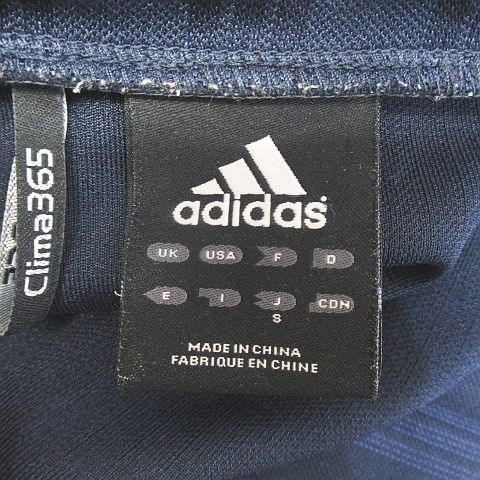 adidas
UK USA F D
E I J CDN
S
MADE IN CHINA
FABRIQUE EN CHINE
Clima365